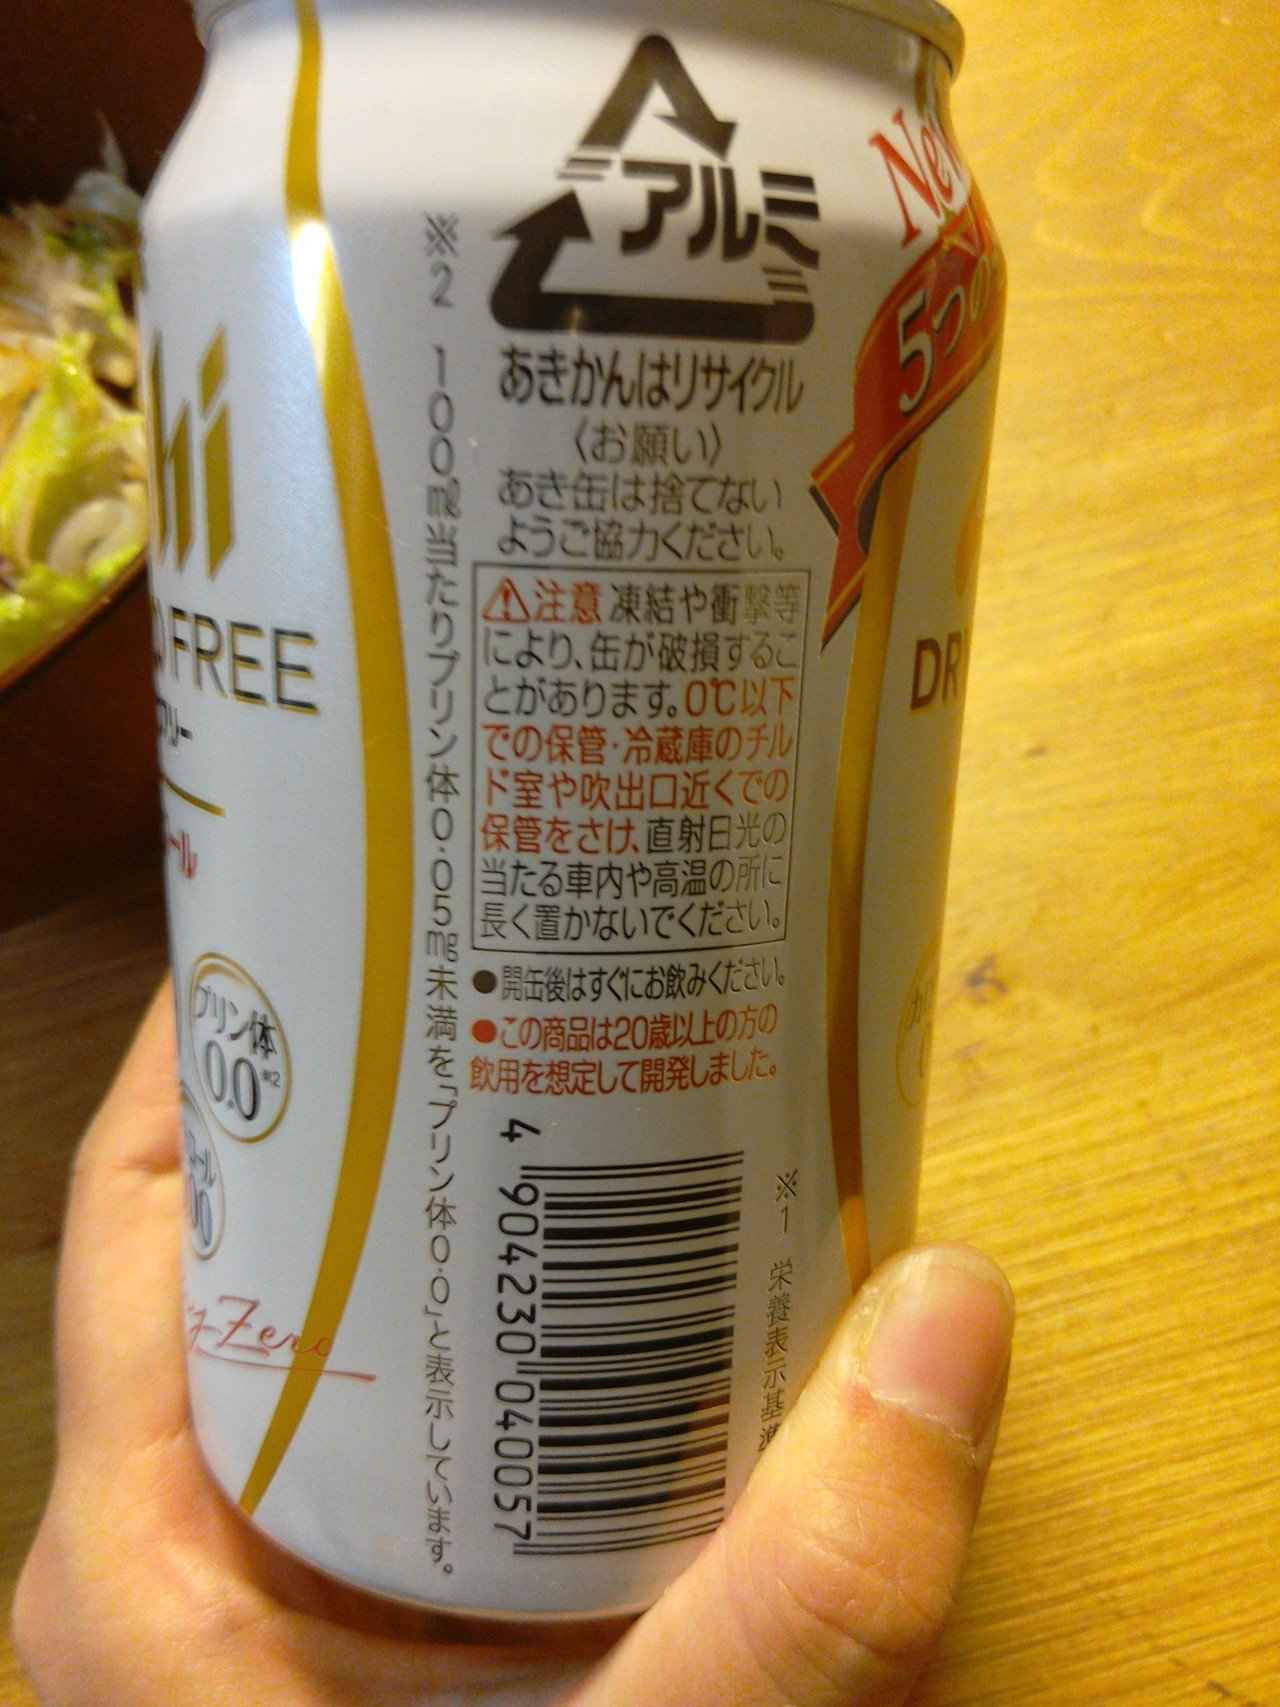 アルミ
あきかんはリサイクル
〈お願い〉
あき缶は捨てない
ようご協力ください。
⚠注意 凍結や衝撃等
により、缶が破損するこ
とがあります。0℃以下
での保管・冷蔵庫のチル
ド室や吹出口近くでの
保管をさけ、直射日光の
当たる車内や高温の所に
長く置かないでください。
●開缶後はすぐにお飲みください。
●この商品は20歳以上の方の
飲用を想定して開発しました。
4 904230 040057
※1 栄養表示基準
※2 100㎖当たりプリン体0.05㎎未満を「プリン体0.0」と表示しています。
FREE
プリン体
0.0※2
Zero
New
5つの